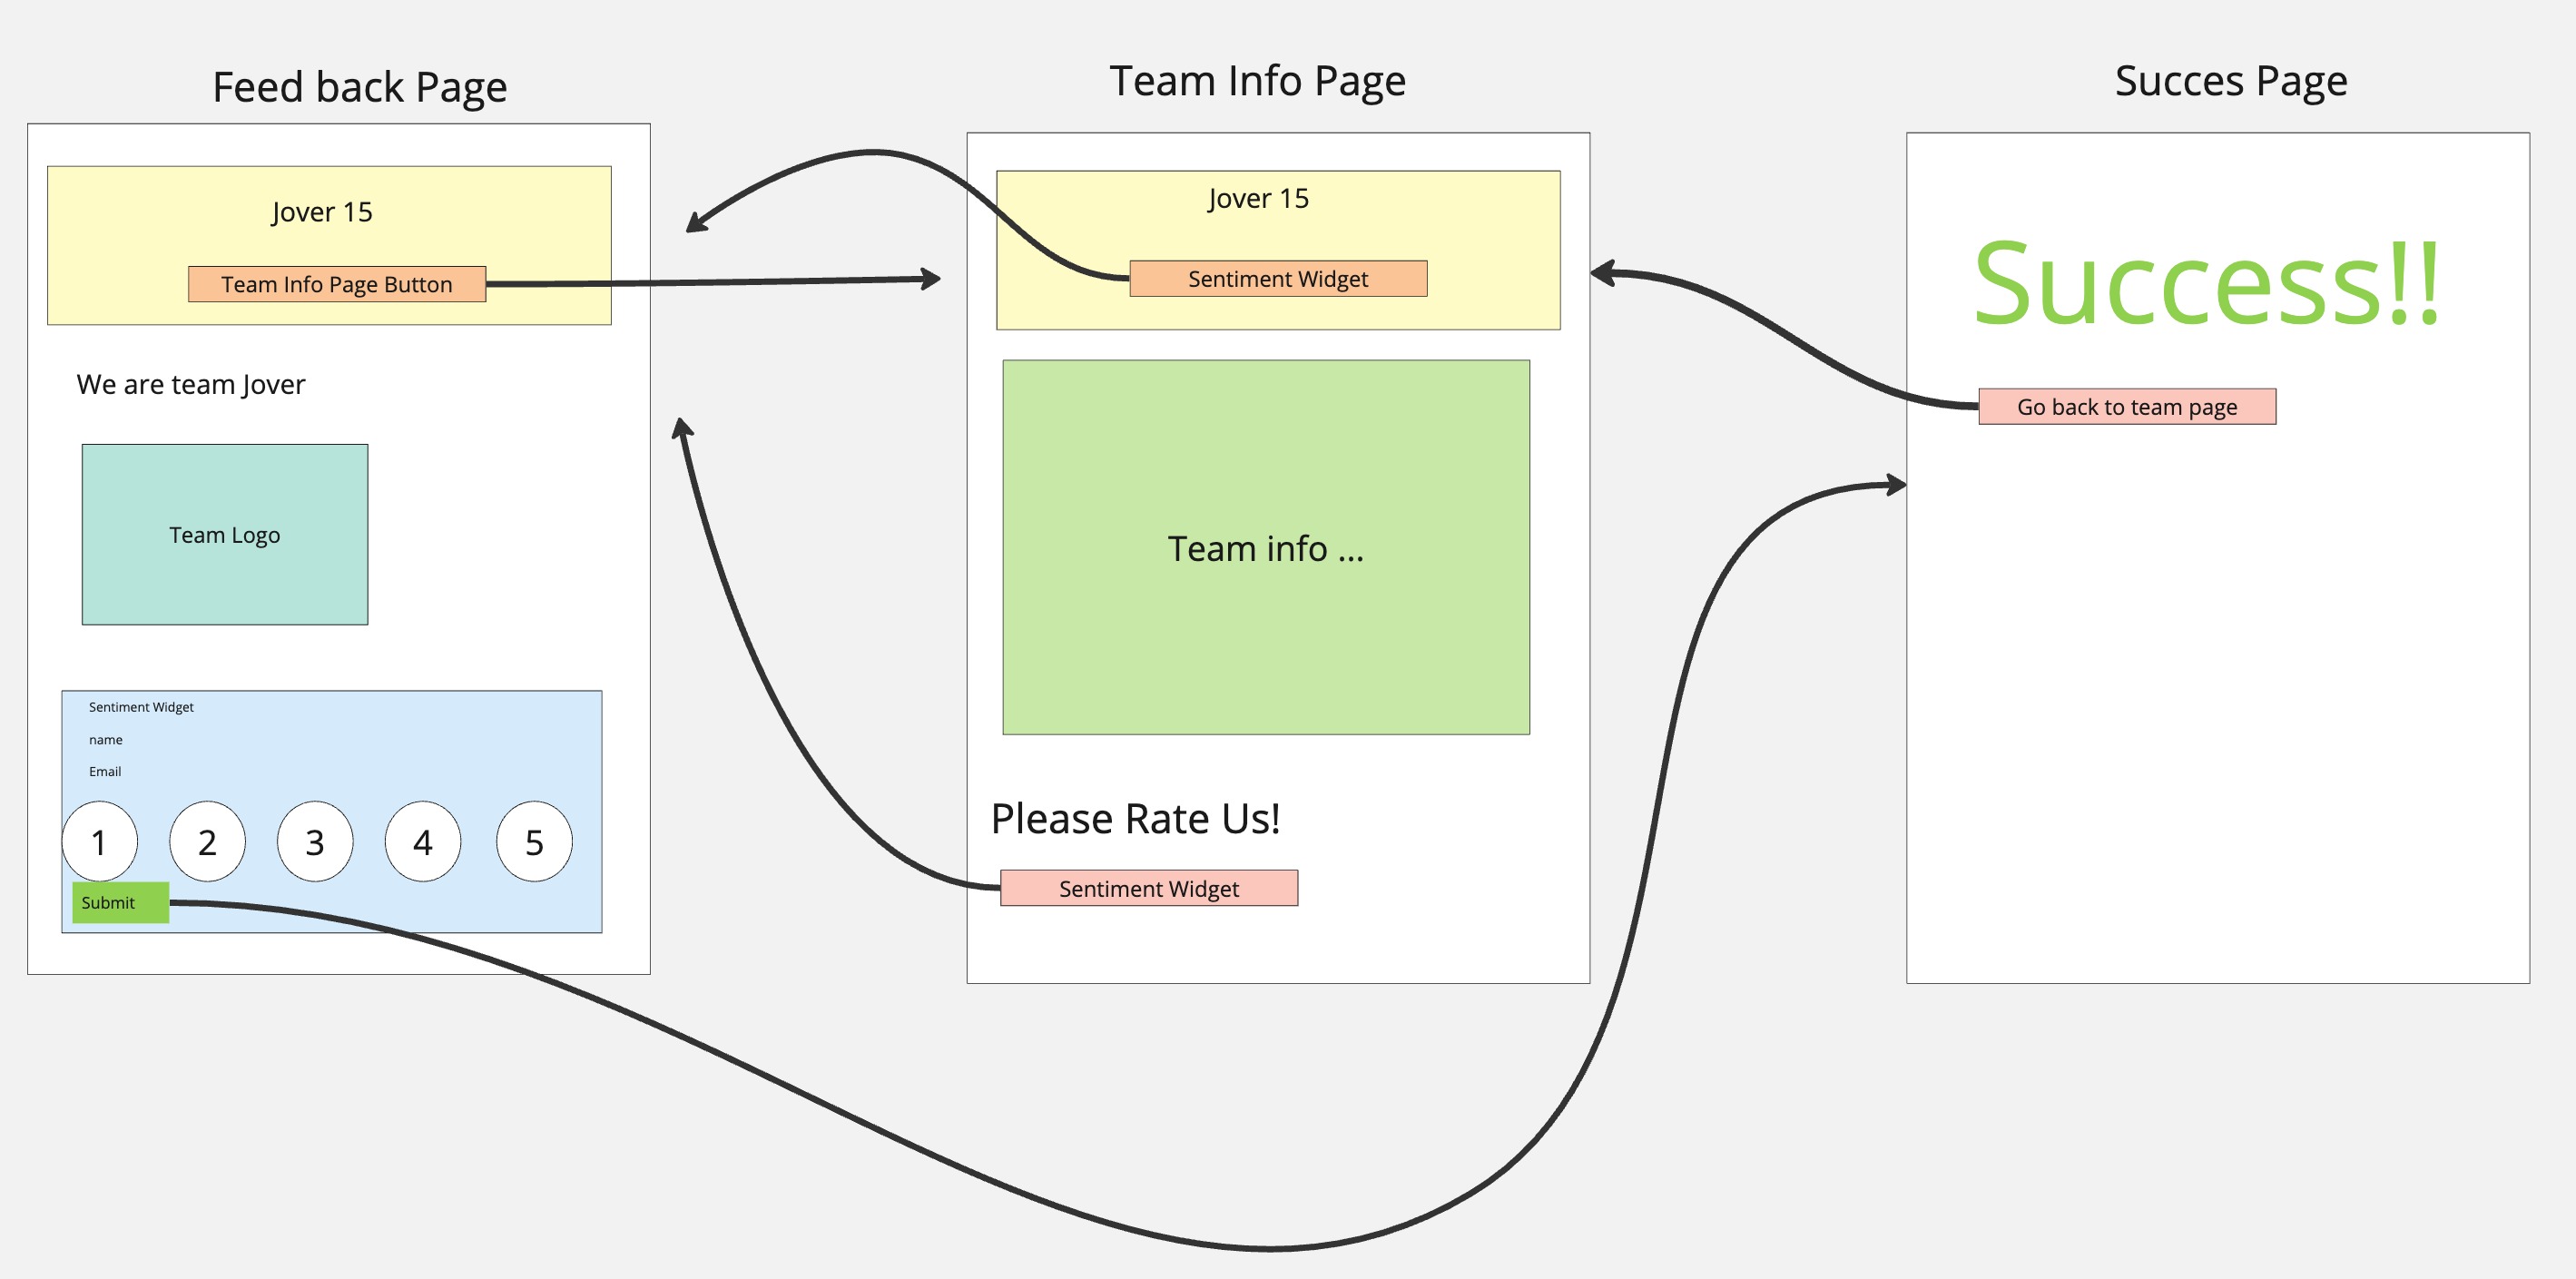 Feed back Page
Jover 15
Team Info Page Button
We are team Jover
Team Logo
Sentiment Widget
name
Email
1 2 3 4 5
Submit
Team Info Page
Jover 15
Sentiment Widget
Team info ...
Please Rate Us!
Sentiment Widget
Succes Page
Success!!
Go back to team page